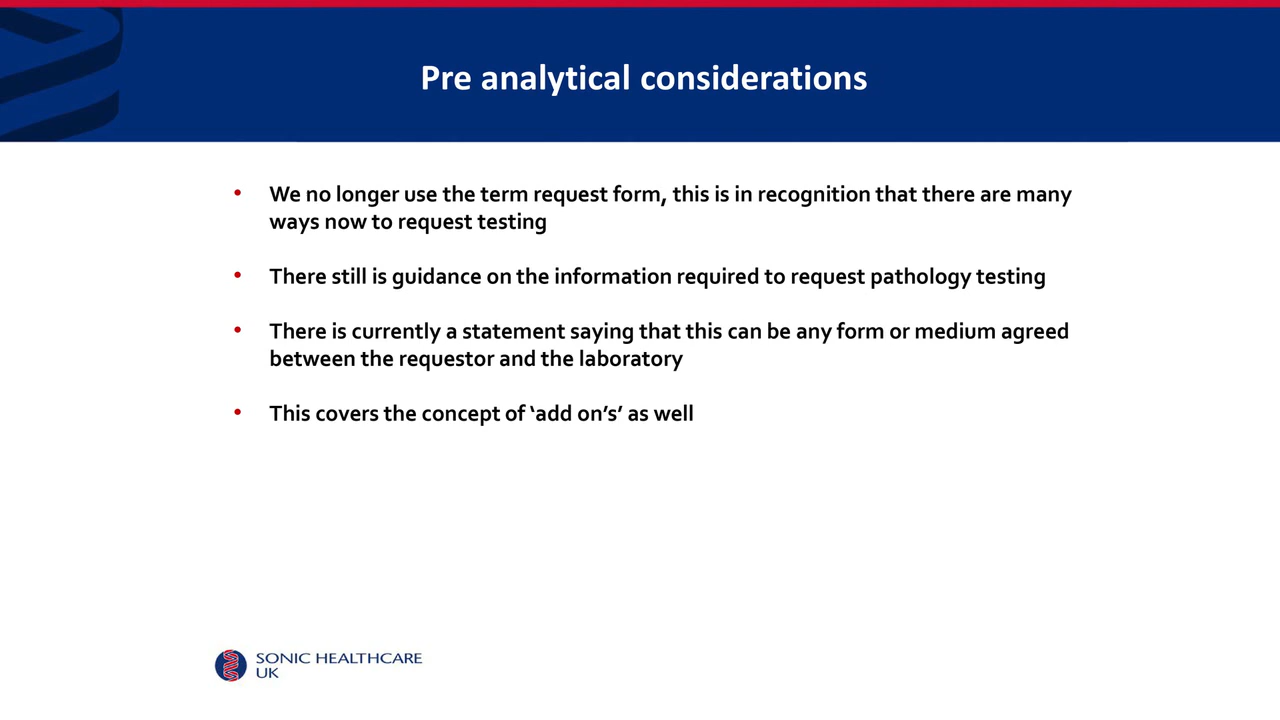 Pre analytical considerations
• We no longer use the term request form, this is in recognition that there are many
ways now to request testing
• There still is guidance on the information required to request pathology testing
• There is currently a statement saying that this can be any form or medium agreed
between the requestor and the laboratory
• This covers the concept of ‘add on’s’ as well
SONIC HEALTHCARE
UK